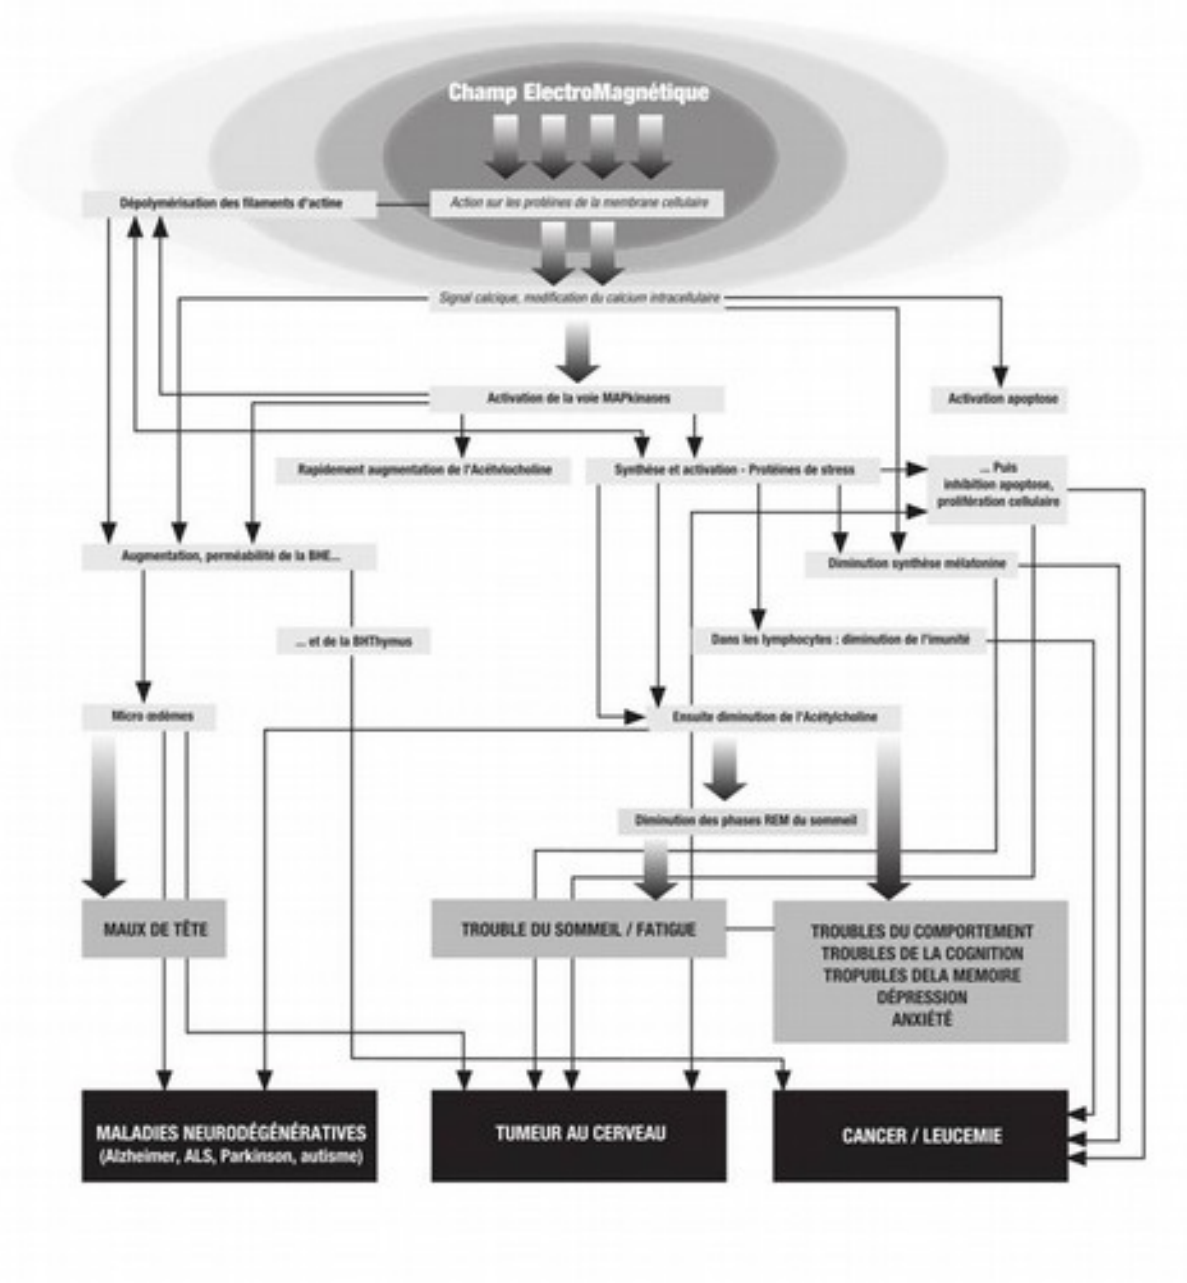 Champ ElectroMagnétique
Dépolymérisation des filaments d'actine
Action sur les protéines de la membrane cellulaire
Signal calcique, modification du calcium intracellulaire
Activation de la voie MAPkinases
Activation apoptose
Rapidement augmentation de l'Acétvlocholine
Synthèse et activation - Protéines de stress
... Puis
inhibition apoptose,
prolifération cellulaire
Augmentation, perméabilité de la BHE...
Diminution synthèse mélatonine
... et de la BHThymus
Dans les lymphocytes : diminution de l'imunité
Micro œdèmes
Ensuite diminution de l'Acétylcholine
Diminution des phases REM du sommeil
MAUX DE TÊTE
TROUBLE DU SOMMEIL / FATIGUE
TROUBLES DU COMPORTEMENT
TROUBLES DE LA COGNITION
TROPUBLES DELA MEMOIRE
DÉPRESSION
ANXIÉTÉ
MALADIES NEURODÉGÉNÉRATIVES
(Alzheimer, ALS, Parkinson, autisme)
TUMEUR AU CERVEAU
CANCER / LEUCEMIE